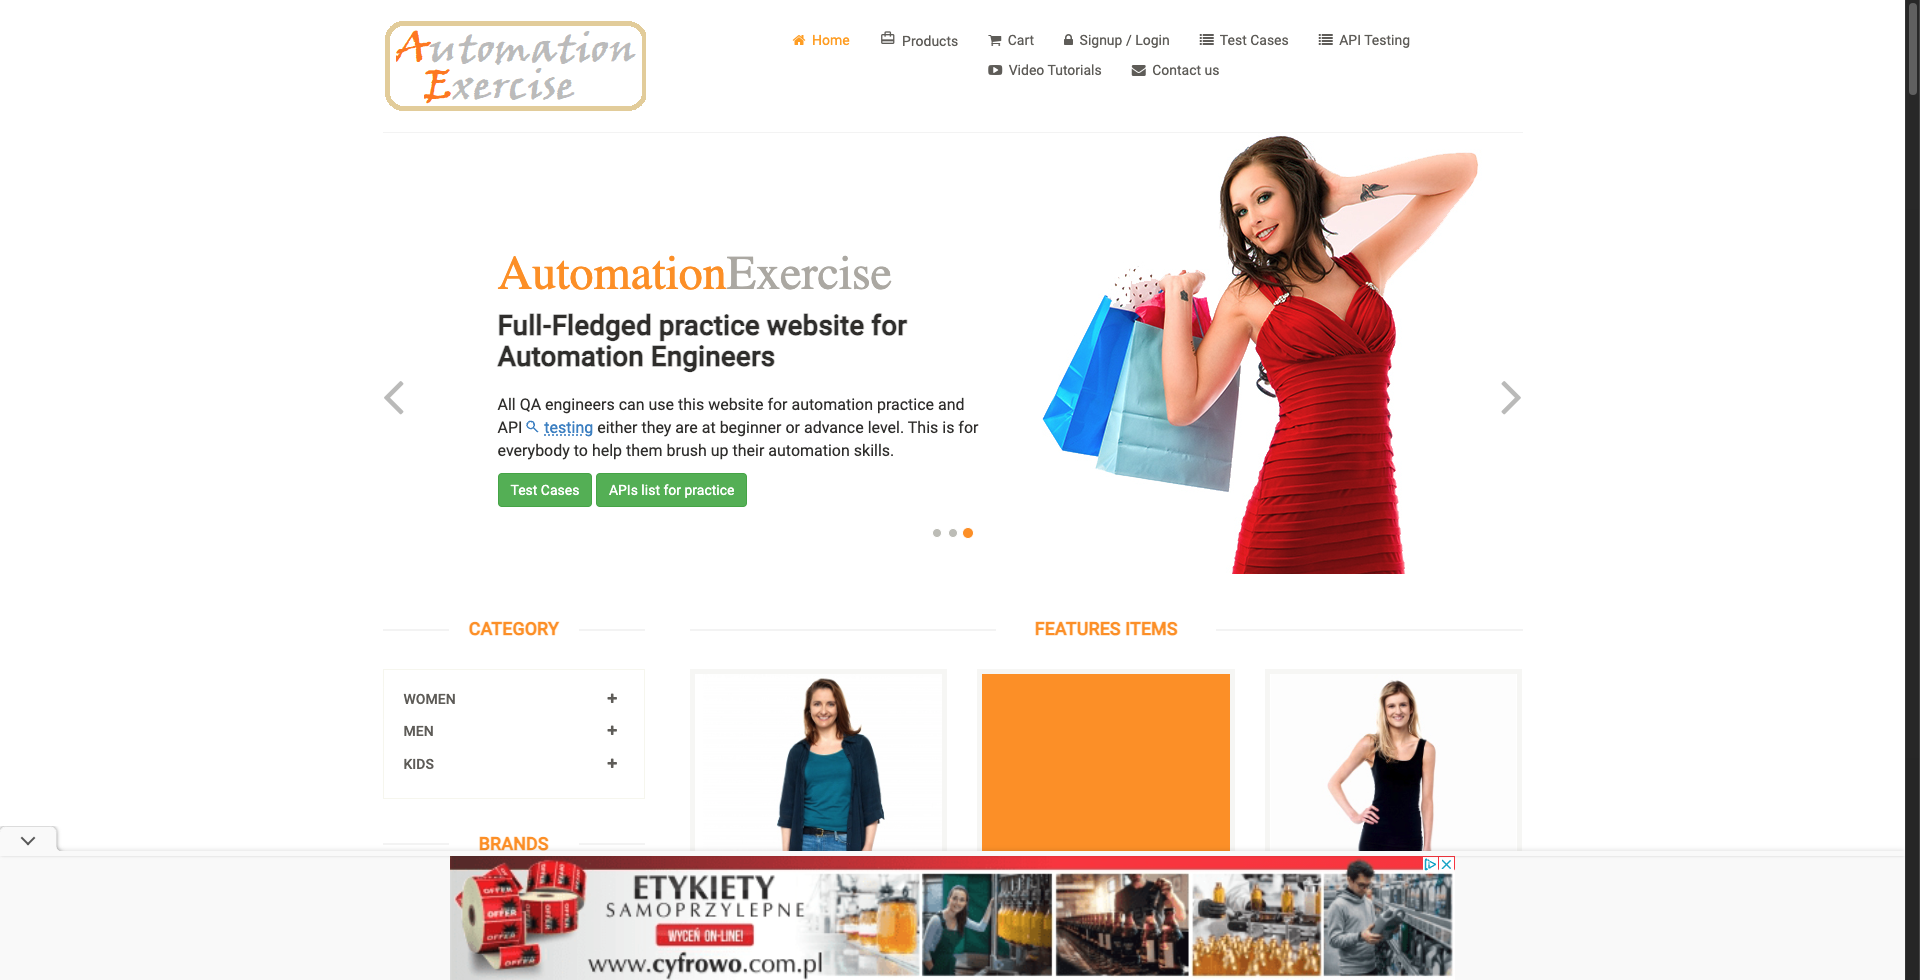 Automation
Exercise
Home
Products
Cart
Signup / Login
Test Cases
API Testing
Video Tutorials
Contact us
AutomationExercise
Full-Fledged practice website for
Automation Engineers
All QA engineers can use this website for automation practice and
API testing either they are at beginner or advance level. This is for
everybody to help them brush up their automation skills.
Test Cases
APIs list for practice
CATEGORY
WOMEN
MEN
KIDS
BRANDS
FEATURES ITEMS
OFFER
OFFER
OFFER
OFFER
ETYKIETY
SAMOPRZYLEPNE
WYCEŃ ON-LINE!
www.cyfrowo.com.pl